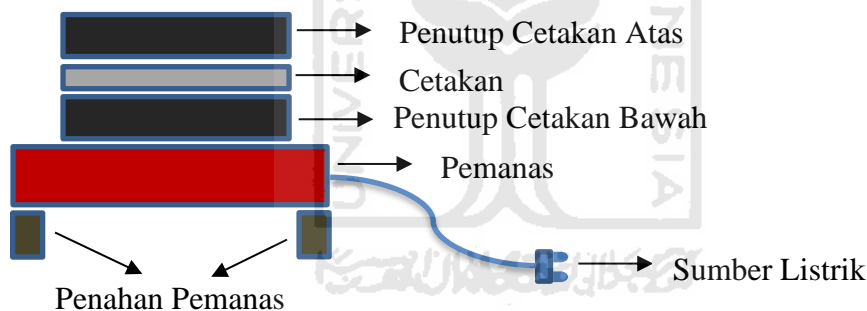 Penutup Cetakan Atas
Cetakan
Penutup Cetakan Bawah
Pemanas
Sumber Listrik
Penahan Pemanas